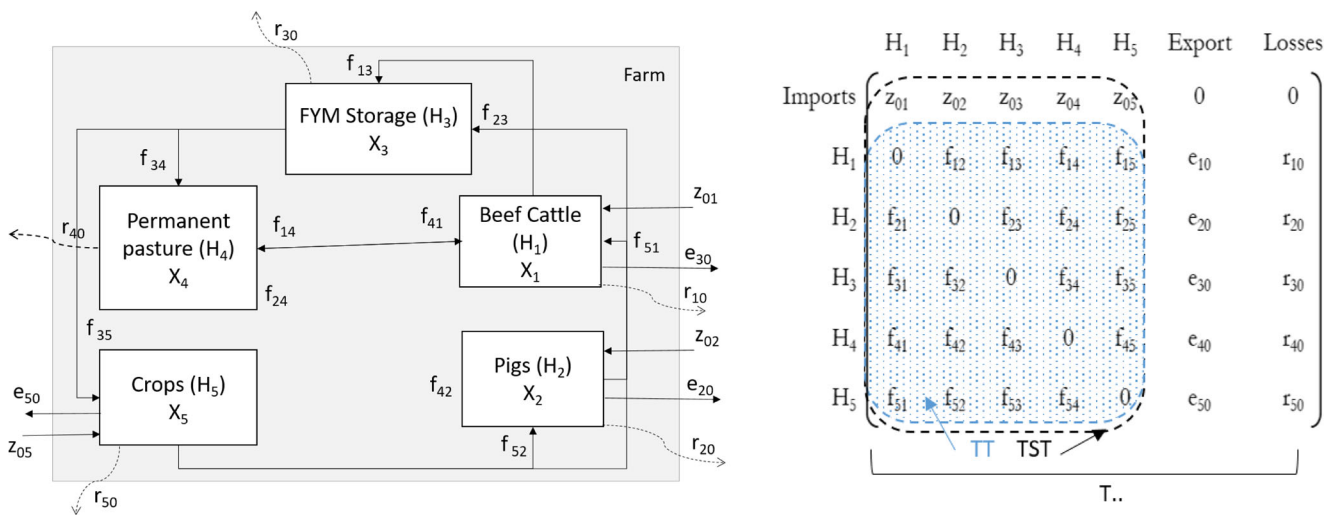 r30
Farm
f13
FYM Storage (H3)
X3
f23
f34
Permanent
pasture (H4)
X4
r40
f14
f24
f41
Beef Cattle
(H1)
X1
z01
f51
e30
r10
f35
Crops (H5)
X5
e50
z05
r50
f42
Pigs (H2)
X2
z02
e20
f52
r20
H1 H2 H3 H4 H5 Export Losses
Imports z01 z02 z03 z04 z05 0 0
H1 0 f12 f13 f14 f15 e10 r10
H2 f21 0 f23 f24 f25 e20 r20
H3 f31 f32 0 f34 f35 e30 r30
H4 f41 f42 f43 0 f45 e40 r40
H5 f51 f52 f53 f54 0 e50 r50
TT TST
T..